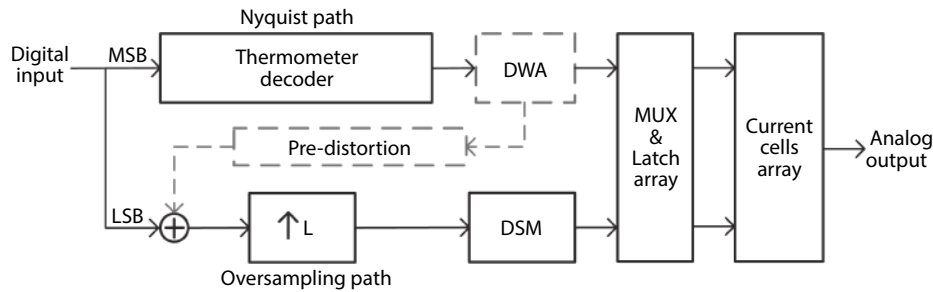 Nyquist path
Digital
input
MSB
Thermometer
decoder
DWA
MUX
&
Latch
array
Current
cells
array
Analog
output
Pre-distortion
LSB
+
↑ L
DSM
Oversampling path